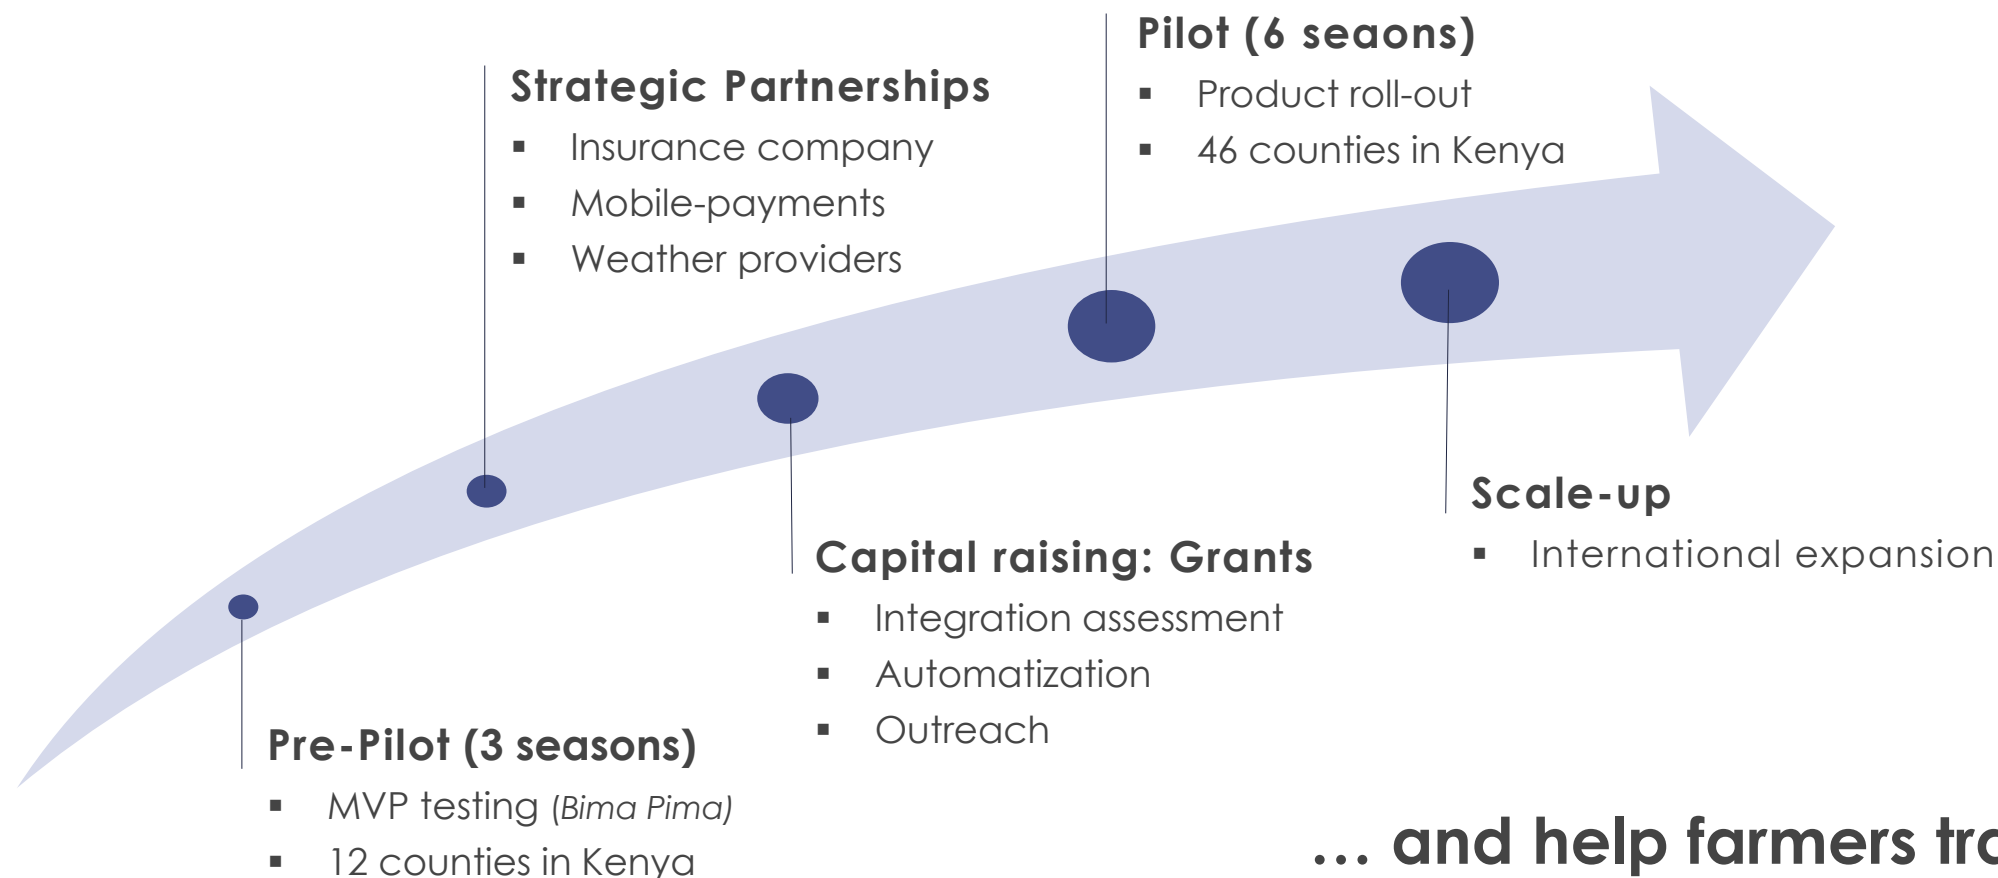 Pilot (6 seaons)
▪ Product roll-out
▪ 46 counties in Kenya
Strategic Partnerships
▪ Insurance company
▪ Mobile-payments
▪ Weather providers
Scale-up
▪ International expansion
Capital raising: Grants
▪ Integration assessment
▪ Automatization
▪ Outreach
Pre-Pilot (3 seasons)
▪ MVP testing (Bima Pima)
▪ 12 counties in Kenya
… and help farmers